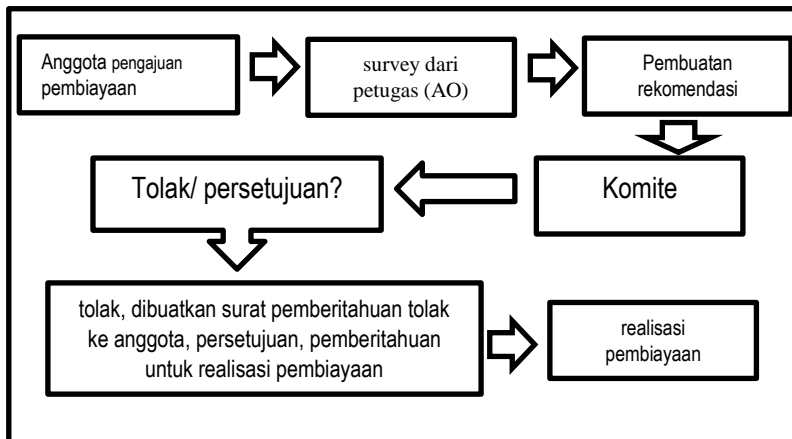 Anggota pengajuan
pembiayaan
survey dari
petugas (AO)
Pembuatan
rekomendasi
Komite
Tolak/ persetujuan?
tolak, dibuatkan surat pemberitahuan tolak
ke anggota, persetujuan, pemberitahuan
untuk realisasi pembiayaan
realisasi
pembiayaan